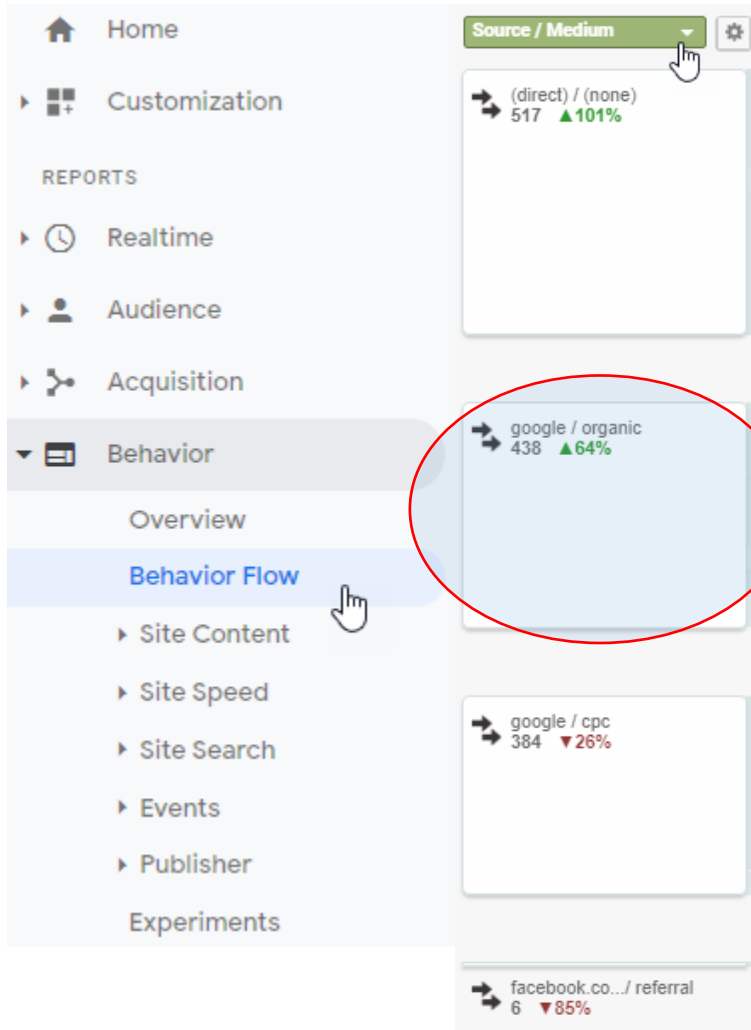 Home
Customization
REPORTS
Realtime
Audience
Acquisition
Behavior
Overview
Behavior Flow
Site Content
Site Speed
Site Search
Events
Publisher
Experiments
Source / Medium
(direct) / (none)
517 ▲101%
google / organic
438 ▲64%
google / cpc
384 ▼26%
facebook.co.../ referral
6 ▼85%